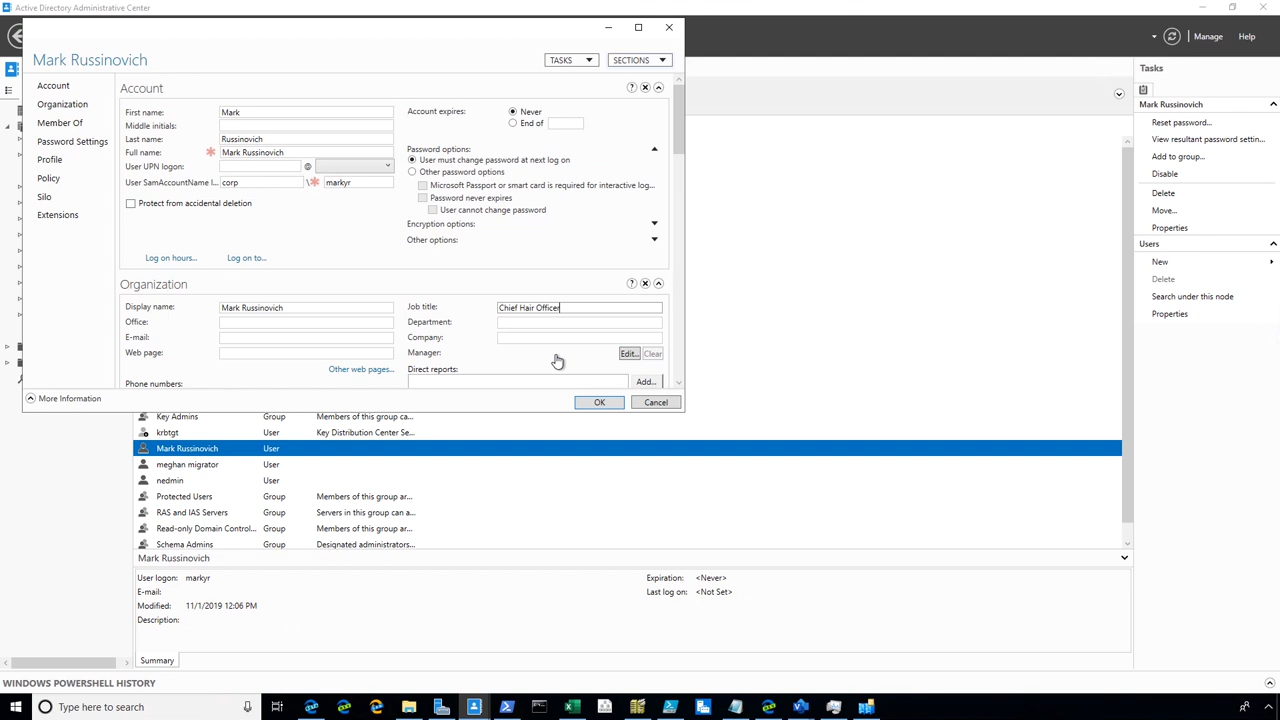 Active Directory Administrative Center
Manage
Help
Mark Russinovich
TASKS
SECTIONS
Account
Organization
Member Of
Password Settings
Profile
Policy
Silo
Extensions
Account
First name: Mark
Middle initials:
Last name: Russinovich
Full name: * Mark Russinovich
User UPN logon: @
User SamAccountName l... corp \* markyr
Protect from accidental deletion
Log on hours... Log on to...
Account expires: Never
End of
Password options:
User must change password at next log on
Other password options
Microsoft Passport or smart card is required for interactive log...
Password never expires
User cannot change password
Encryption options:
Other options:
Organization
Display name: Mark Russinovich
Office:
E-mail:
Web page:
Other web pages...
Phone numbers:
Job title: Chief Hair Officer
Department:
Company:
Manager: Edit... Clear
Direct reports:
Add...
More Information
OK Cancel
Key Admins Group Members of this group ca...
krbtgt User Key Distribution Center Se...
Mark Russinovich User
meghan migrator User
nedmin User
Protected Users Group Members of this group ar...
RAS and IAS Servers Group Servers in this group can a...
Read-only Domain Control... Group Members of this group ar...
Schema Admins Group Designated administrators...
Mark Russinovich
User logon: markyr
E-mail:
Modified: 11/1/2019 12:06 PM
Description:
Expiration: <Never>
Last log on: <Not Set>
Summary
Tasks
Mark Russinovich
Reset password...
View resultant password settin...
Add to group...
Disable
Delete
Move...
Properties
Users
New
Delete
Search under this node
Properties
WINDOWS POWERSHELL HISTORY
Type here to search